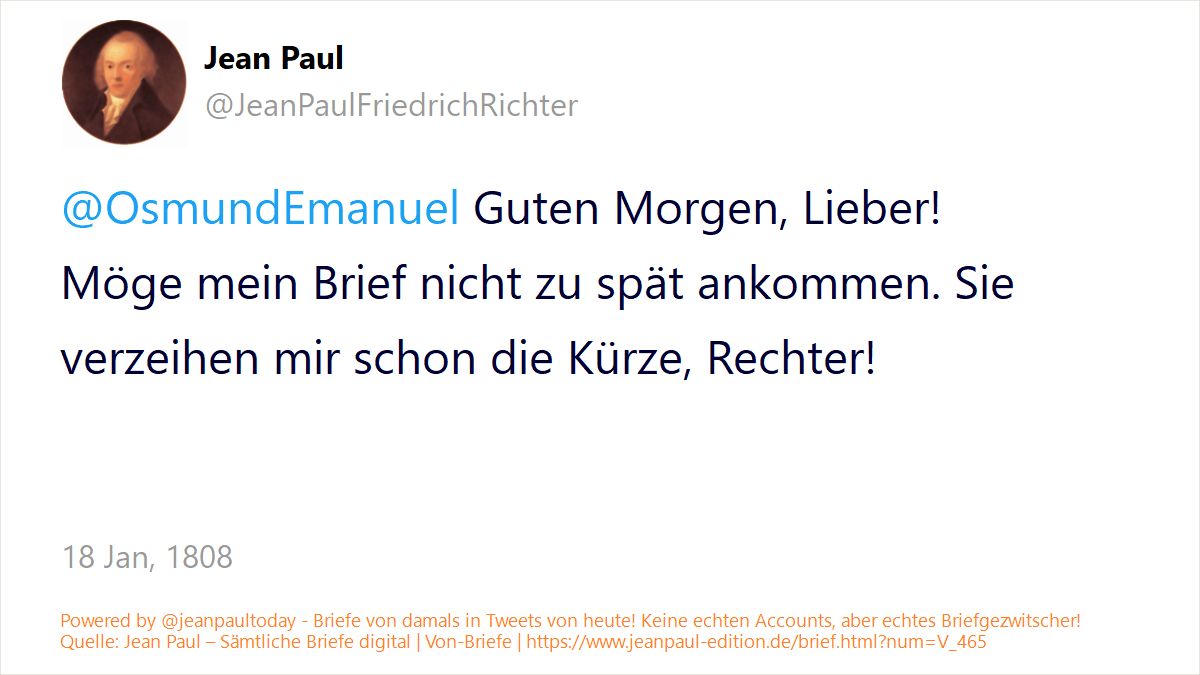 Jean Paul
@JeanPaulFriedrichRichter
@OsmundEmanuel Guten Morgen, Lieber!
Möge mein Brief nicht zu spät ankommen. Sie
verzeihen mir schon die Kürze, Rechter!
18 Jan, 1808
Powered by @jeanpaultoday - Briefe von damals in Tweets von heute! Keine echten Accounts, aber echtes Briefgezwitscher!
Quelle: Jean Paul – Sämtliche Briefe digital | Von-Briefe | https://www.jeanpaul-edition.de/brief.html?num=V_465